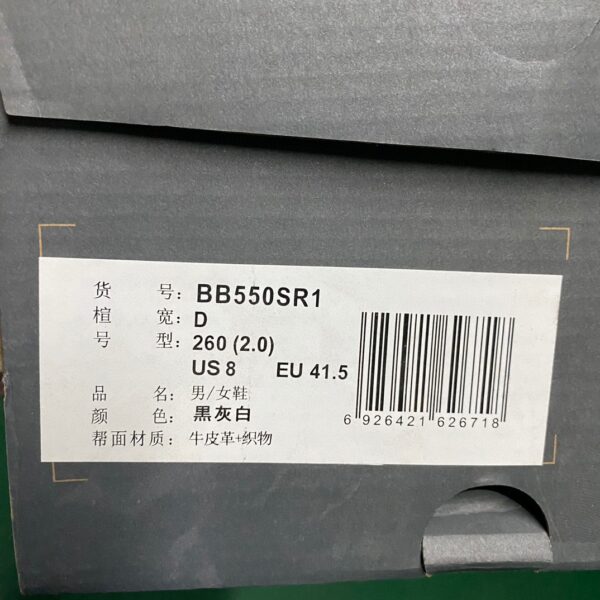 货 号: BB550SR1
楦 宽: D
号 型: 260 (2.0)
US 8 EU 41.5
品 名: 男/女鞋
颜 色: 黑灰白
帮面材质: 牛皮革+织物
6 926421 626718